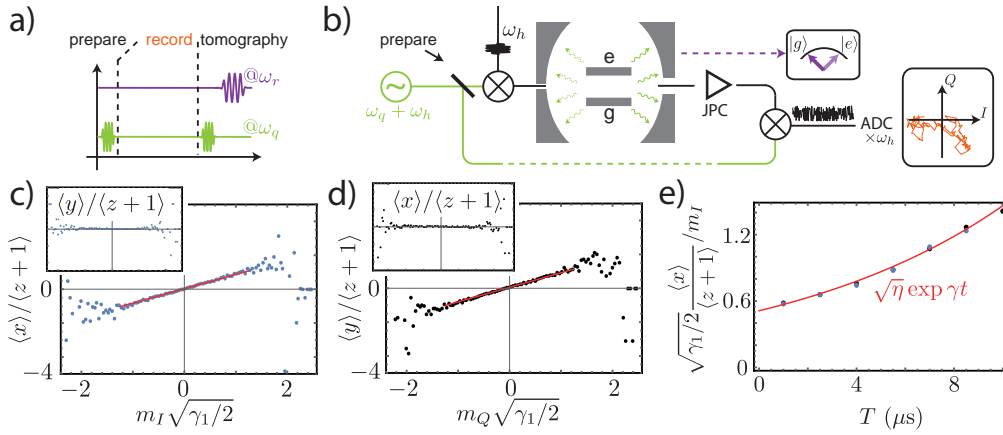 a)
prepare record tomography
@ω_r
@ω_q
b)
prepare
ω_h
ω_q + ω_h
e
g
JPC
|g⟩ |e⟩
ADC
×ω_h
Q
I
c)
⟨y⟩/⟨z + 1⟩
⟨x⟩/⟨z + 1⟩
0
−4
−2 0 2
m_I√(γ_1/2)
d)
⟨x⟩/⟨z + 1⟩
⟨y⟩/⟨z + 1⟩
0
-4
−2 0 2
m_Q√(γ_1/2)
e)
√(γ_1/2) ⟨x⟩/⟨z + 1⟩ /m_I
1.2
0.6
0
√η exp γt
0 4 8
T (μs)